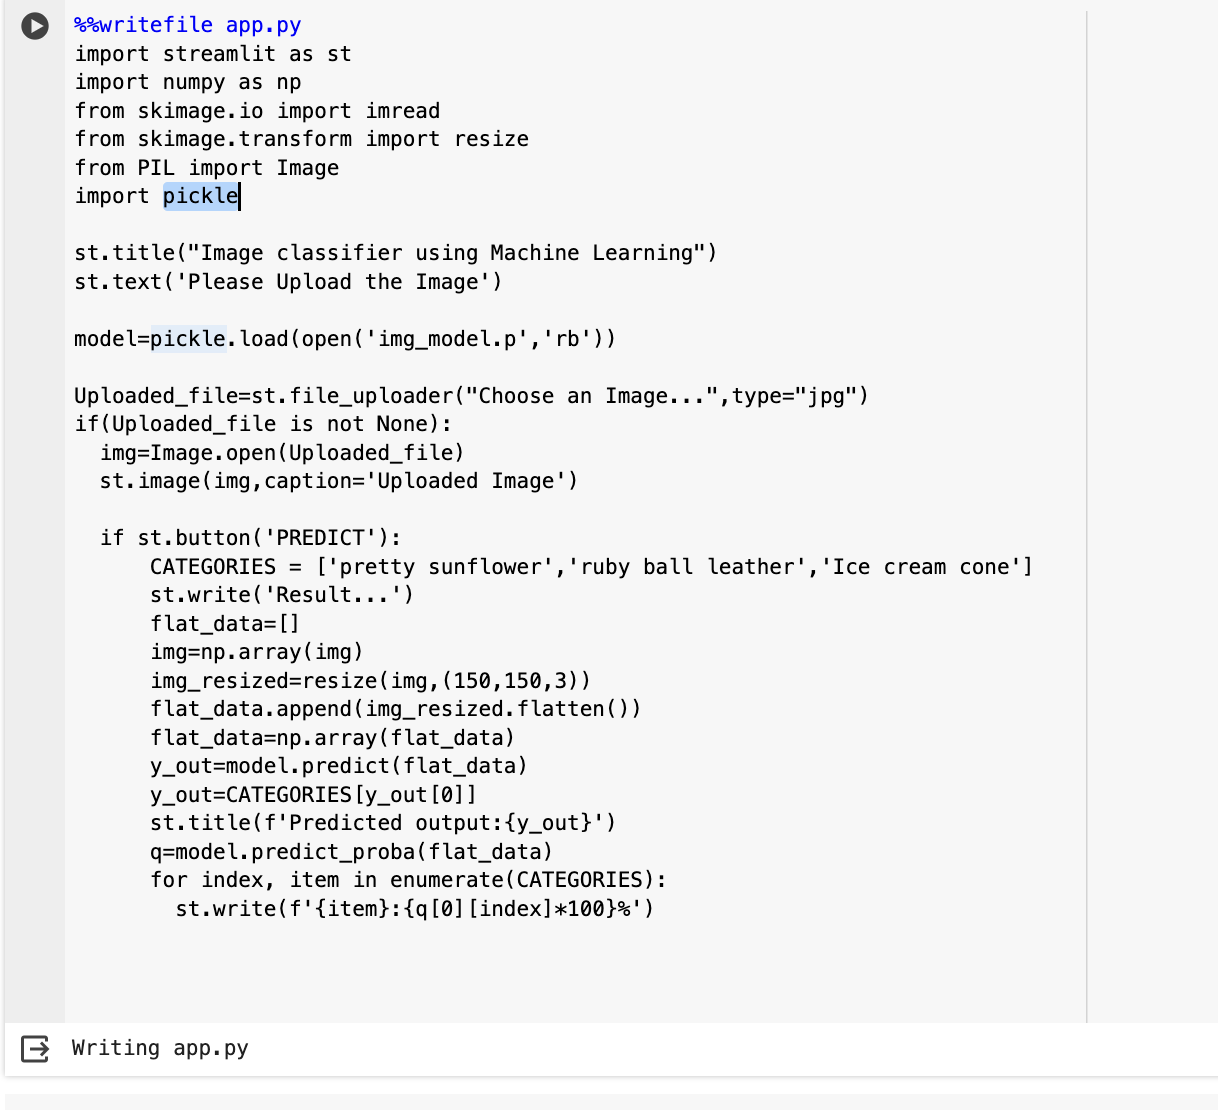 %%writefile app.py
import streamlit as st
import numpy as np
from skimage.io import imread
from skimage.transform import resize
from PIL import Image
import pickle
st.title("Image classifier using Machine Learning")
st.text('Please Upload the Image')
model=pickle.load(open('img_model.p','rb'))
Uploaded_file=st.file_uploader("Choose an Image...",type="jpg")
if(Uploaded_file is not None):
  img=Image.open(Uploaded_file)
  st.image(img,caption='Uploaded Image')
  if st.button('PREDICT'):
      CATEGORIES = ['pretty sunflower','ruby ball leather','Ice cream cone']
      st.write('Result...')
      flat_data=[]
      img=np.array(img)
      img_resized=resize(img,(150,150,3))
      flat_data.append(img_resized.flatten())
      flat_data=np.array(flat_data)
      y_out=model.predict(flat_data)
      y_out=CATEGORIES[y_out[0]]
      st.title(f'Predicted output:{y_out}')
      q=model.predict_proba(flat_data)
      for index, item in enumerate(CATEGORIES):
        st.write(f'{item}:{q[0][index]*100}%')
Writing app.py